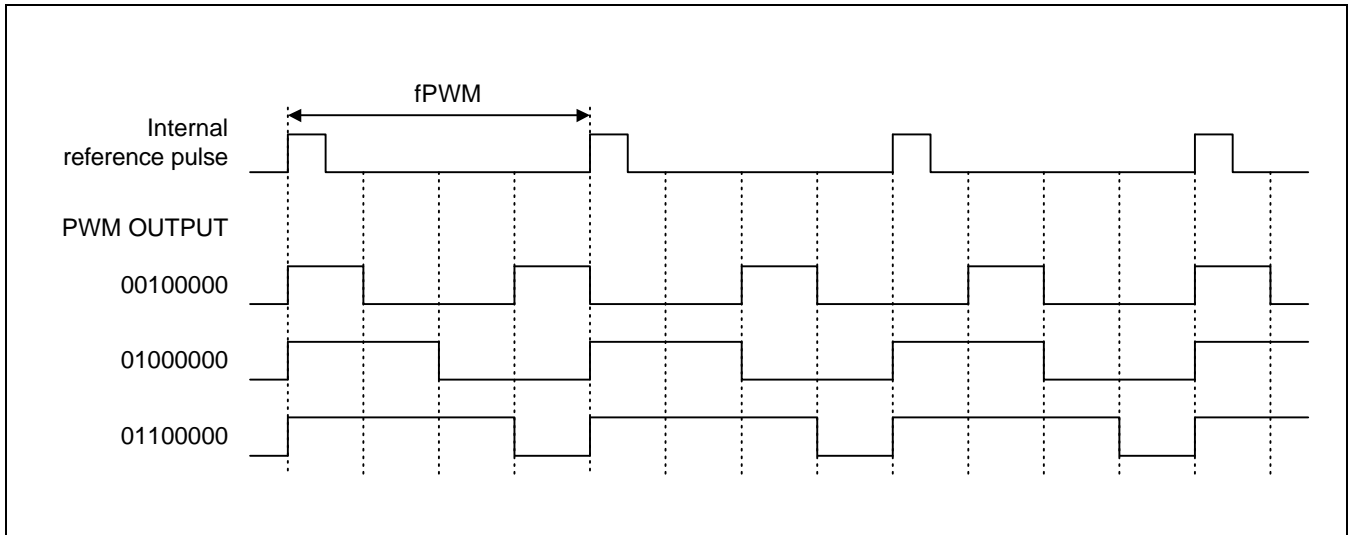 fPWM
Internal
reference pulse
PWM OUTPUT
00100000
01000000
01100000